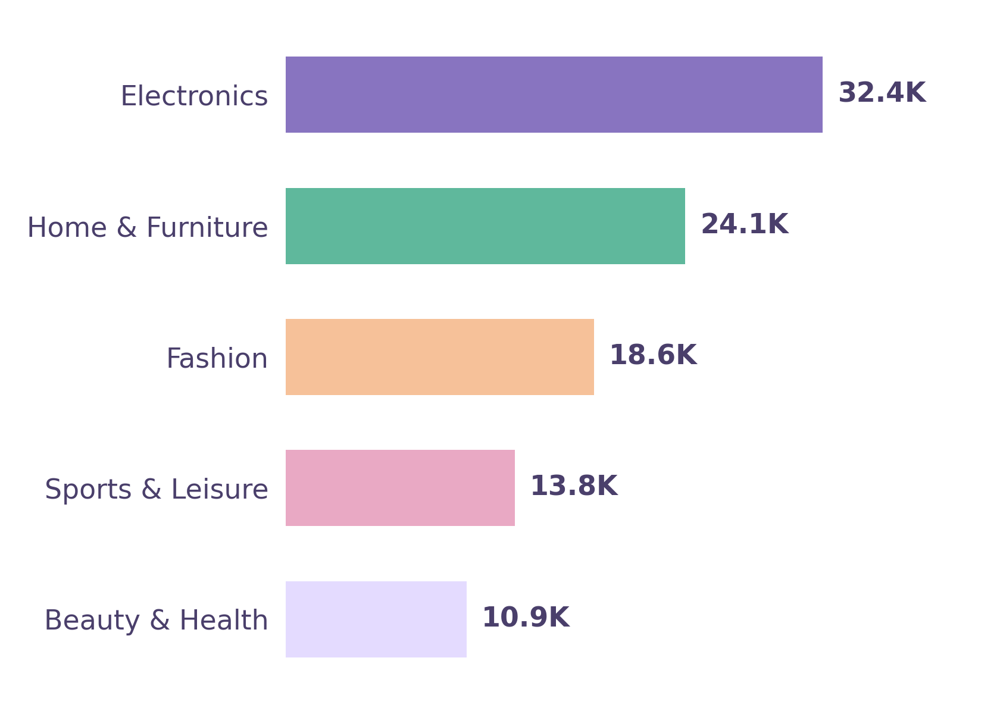 Electronics 32.4K
Home & Furniture 24.1K
Fashion 18.6K
Sports & Leisure 13.8K
Beauty & Health 10.9K